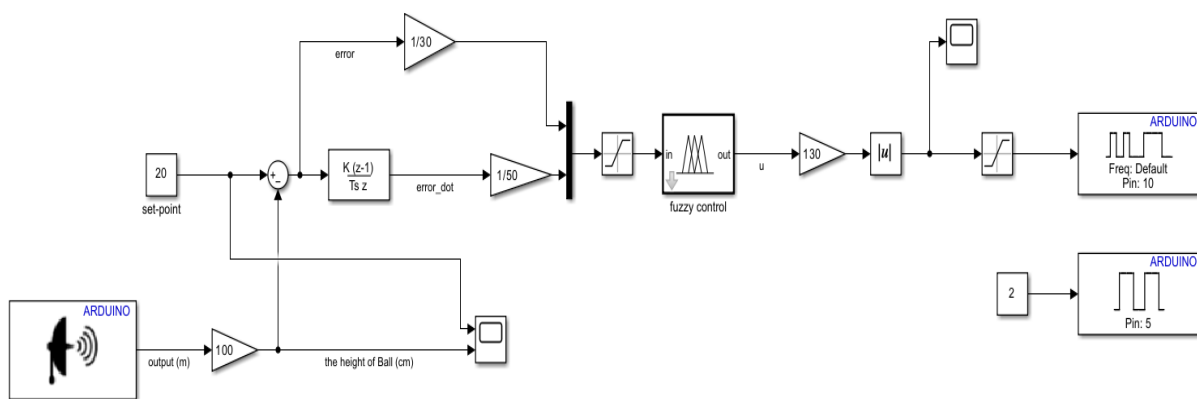 1/30
error
ARDUINO
Freq: Default
Pin: 10
20
set-point
+
-
K (z-1)
Ts z
error_dot
1/50
in
out
fuzzy control
u
130
|u|
ARDUINO
Pin: 5
2
ARDUINO
output (m)
100
the height of Ball (cm)